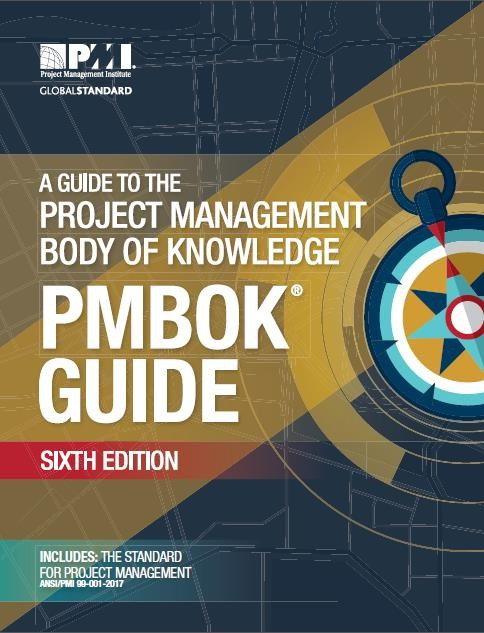 PMI®
Project Management Institute
GLOBALSTANDARD
A GUIDE TO THE
PROJECT MANAGEMENT
BODY OF KNOWLEDGE
PMBOK®
GUIDE
SIXTH EDITION
INCLUDES: THE STANDARD
FOR PROJECT MANAGEMENT
ANSI/PMI 99-001-2017